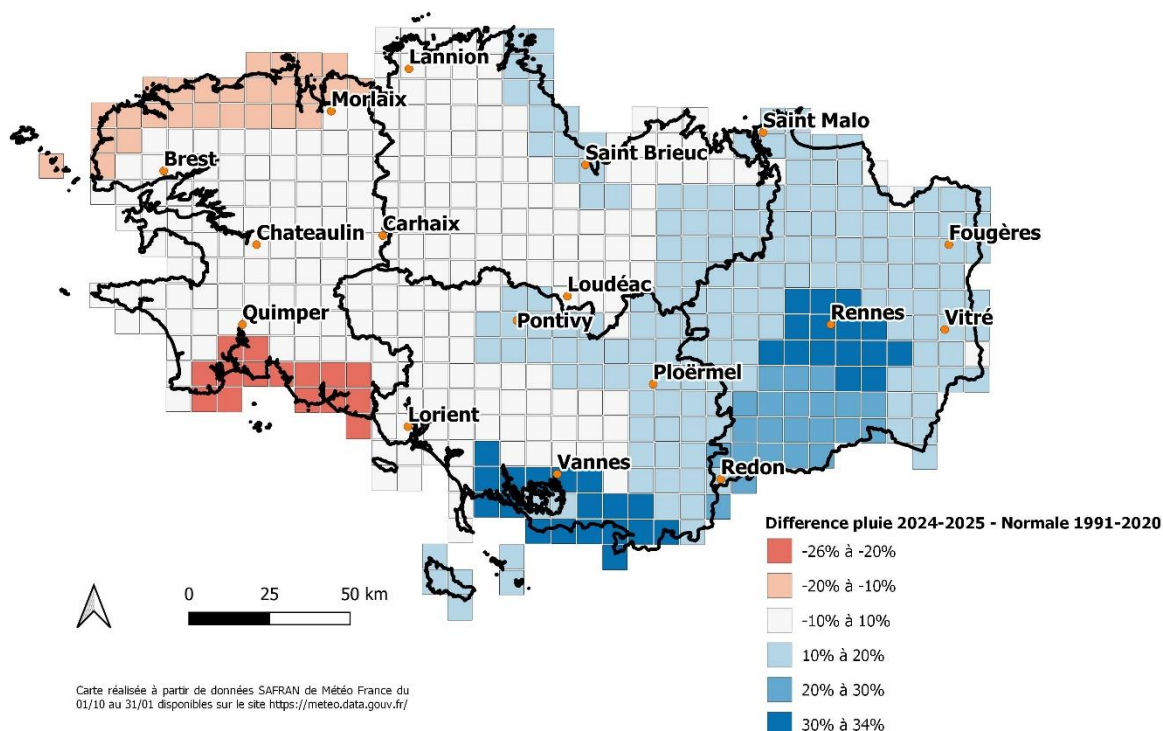 Lannion
Morlaix
Saint Malo
Saint Brieuc
Brest
Carhaix
Chateaulin
Fougères
Loudéac
Quimper
Pontivy
Rennes
Vitré
Ploërmel
Lorient
Vannes
Redon
Difference pluie 2024-2025 - Normale 1991-2020
-26% à -20%
-20% à -10%
-10% à 10%
10% à 20%
20% à 30%
30% à 34%
0 25 50 km
Carte réalisée à partir de données SAFRAN de Météo France du
01/10 au 31/01 disponibles sur le site https://meteo.data.gouv.fr/